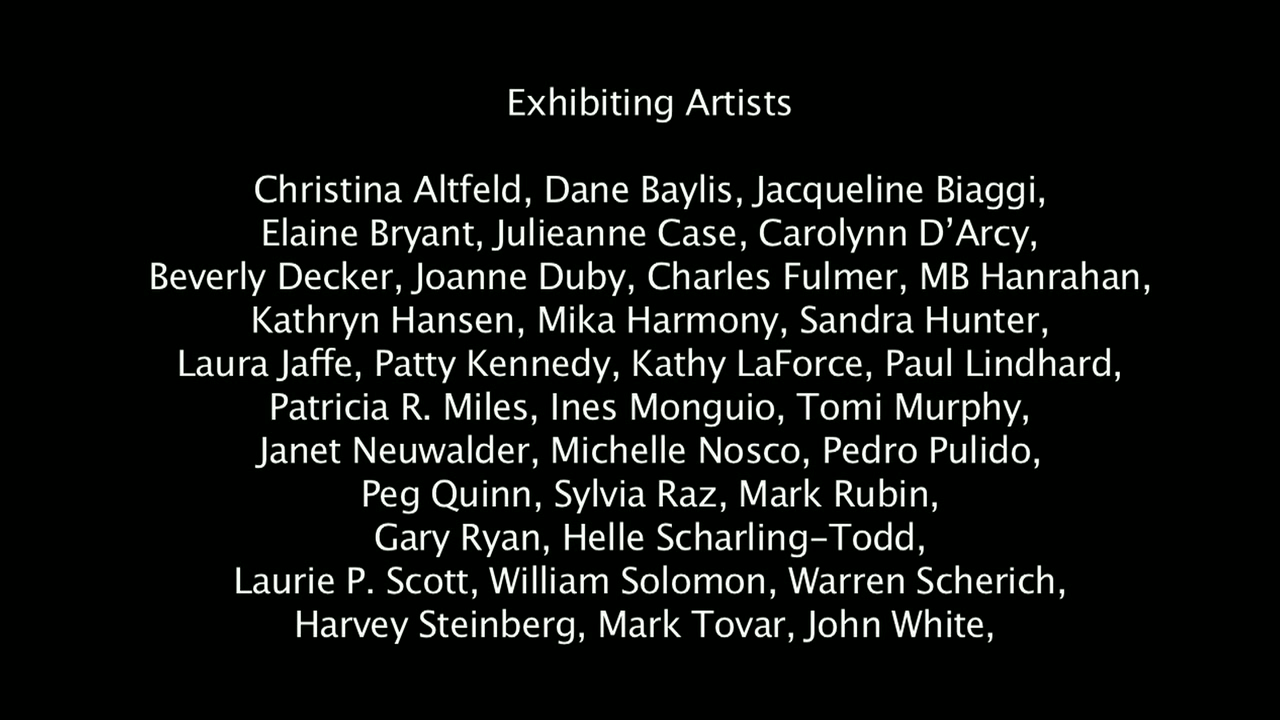 Exhibiting Artists
Christina Altfeld, Dane Baylis, Jacqueline Biaggi,
Elaine Bryant, Julieanne Case, Carolynn D’Arcy,
Beverly Decker, Joanne Duby, Charles Fulmer, MB Hanrahan,
Kathryn Hansen, Mika Harmony, Sandra Hunter,
Laura Jaffe, Patty Kennedy, Kathy LaForce, Paul Lindhard,
Patricia R. Miles, Ines Monguio, Tomi Murphy,
Janet Neuwalder, Michelle Nosco, Pedro Pulido,
Peg Quinn, Sylvia Raz, Mark Rubin,
Gary Ryan, Helle Scharling–Todd,
Laurie P. Scott, William Solomon, Warren Scherich,
Harvey Steinberg, Mark Tovar, John White,